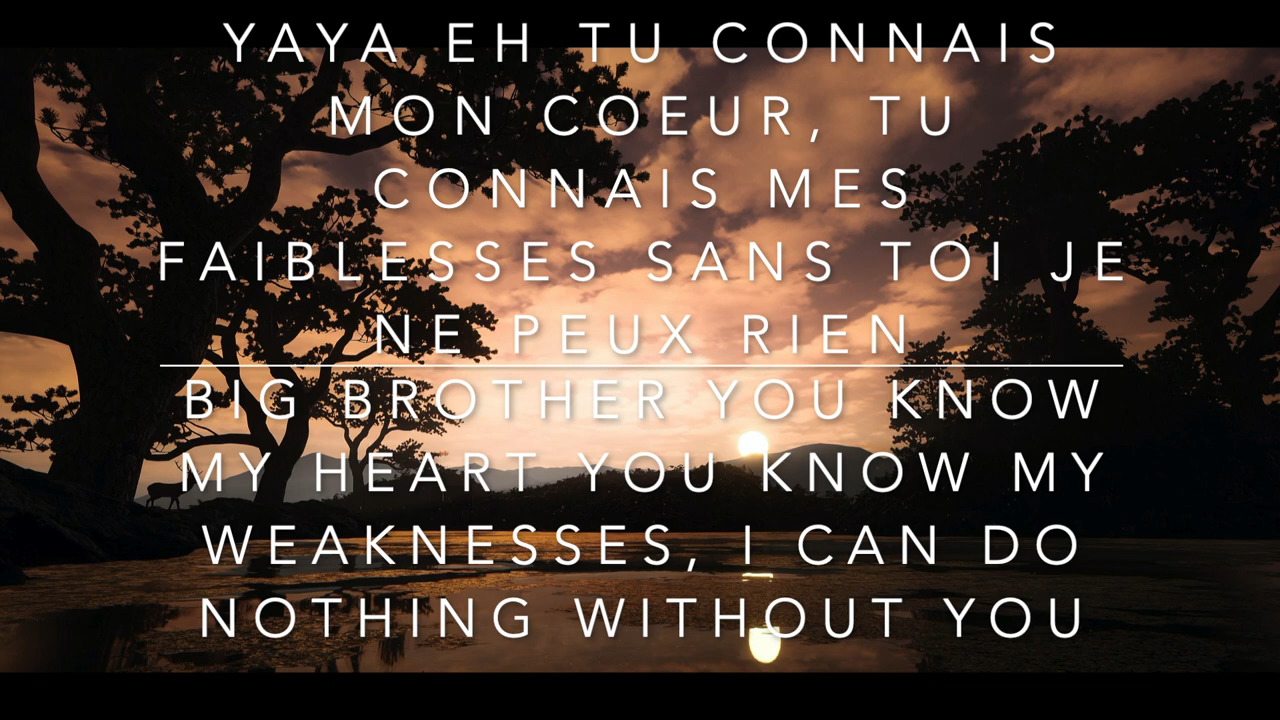 YAYA EH TU CONNAIS
MON COEUR, TU
CONNAIS MES
FAIBLESSES SANS TOI JE
NE PEUX RIEN
BIG BROTHER YOU KNOW
MY HEART YOU KNOW MY
WEAKNESSES, I CAN DO
NOTHING WITHOUT YOU